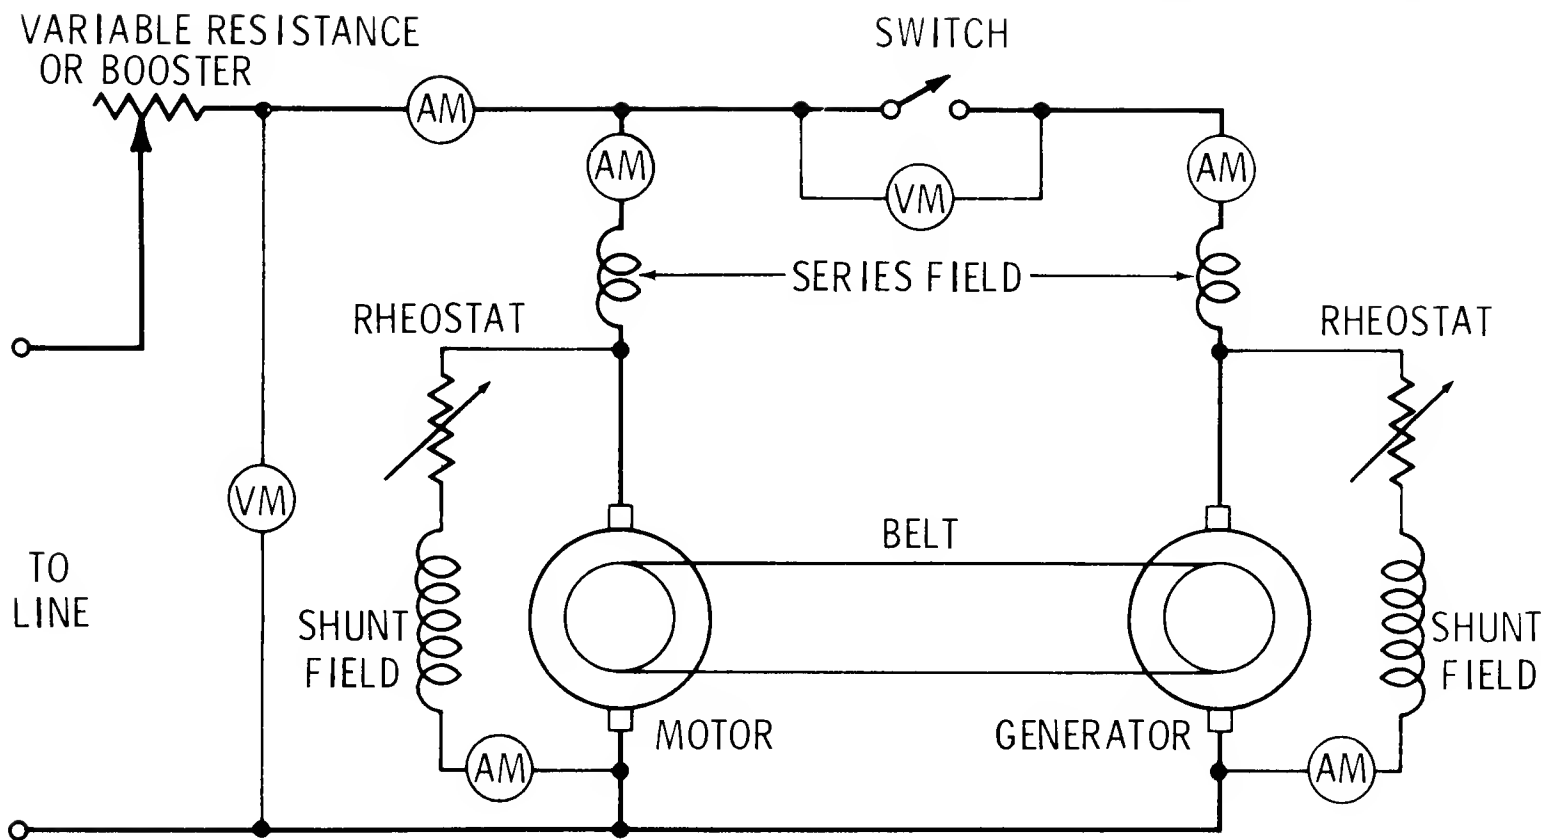 VARIABLE RESISTANCE
OR BOOSTER
SWITCH
AM
AM
VM
AM
SERIES FIELD
RHEOSTAT
RHEOSTAT
VM
BELT
TO
LINE
SHUNT
FIELD
SHUNT
FIELD
MOTOR
GENERATOR
AM
AM